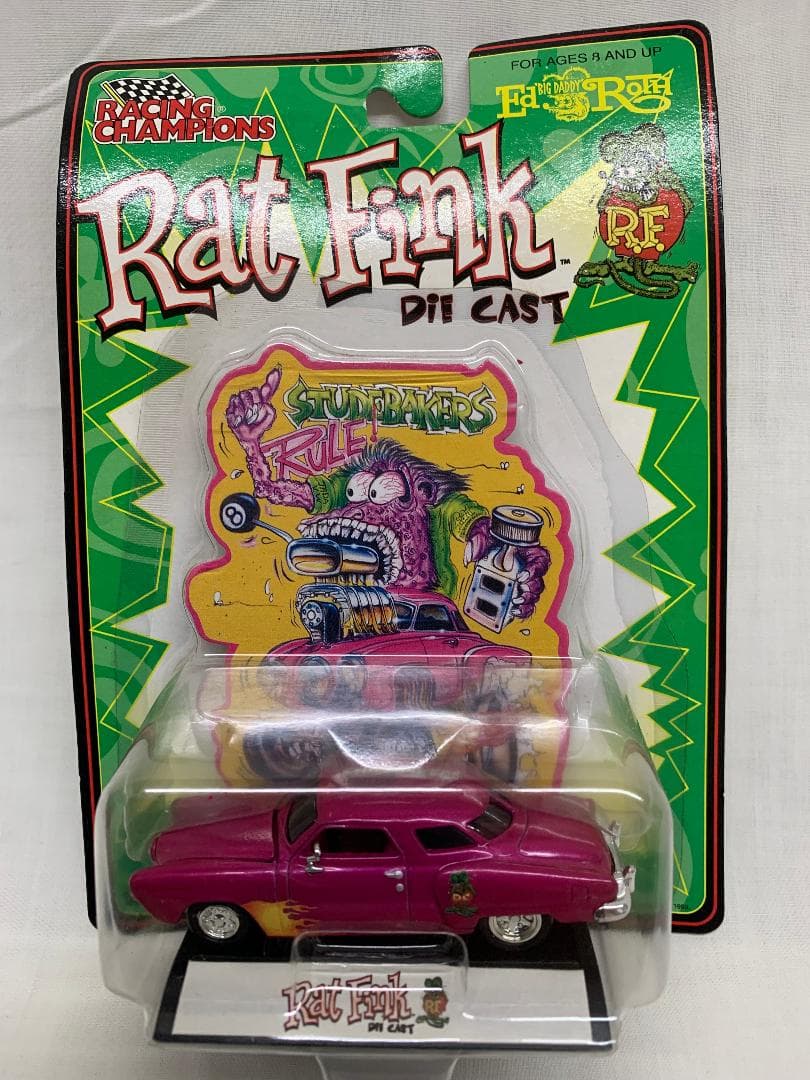 FOR AGES 8 AND UP
RACING
CHAMPIONS®
Ed BIG DADDY Roth
Rat Fink™
R.F.
DIE CAST
STUDEBAKERS
RULE!
8
Rat Fink
R.F.
DIE CAST